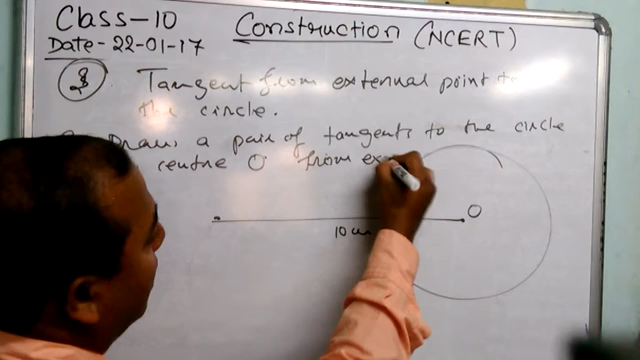 Class-10 Construction (NCERT)
Date-22-01-17
Tangent from external point to
the circle.
Draw a pair of tangents to the circle
centre O from ex
O
10 cm